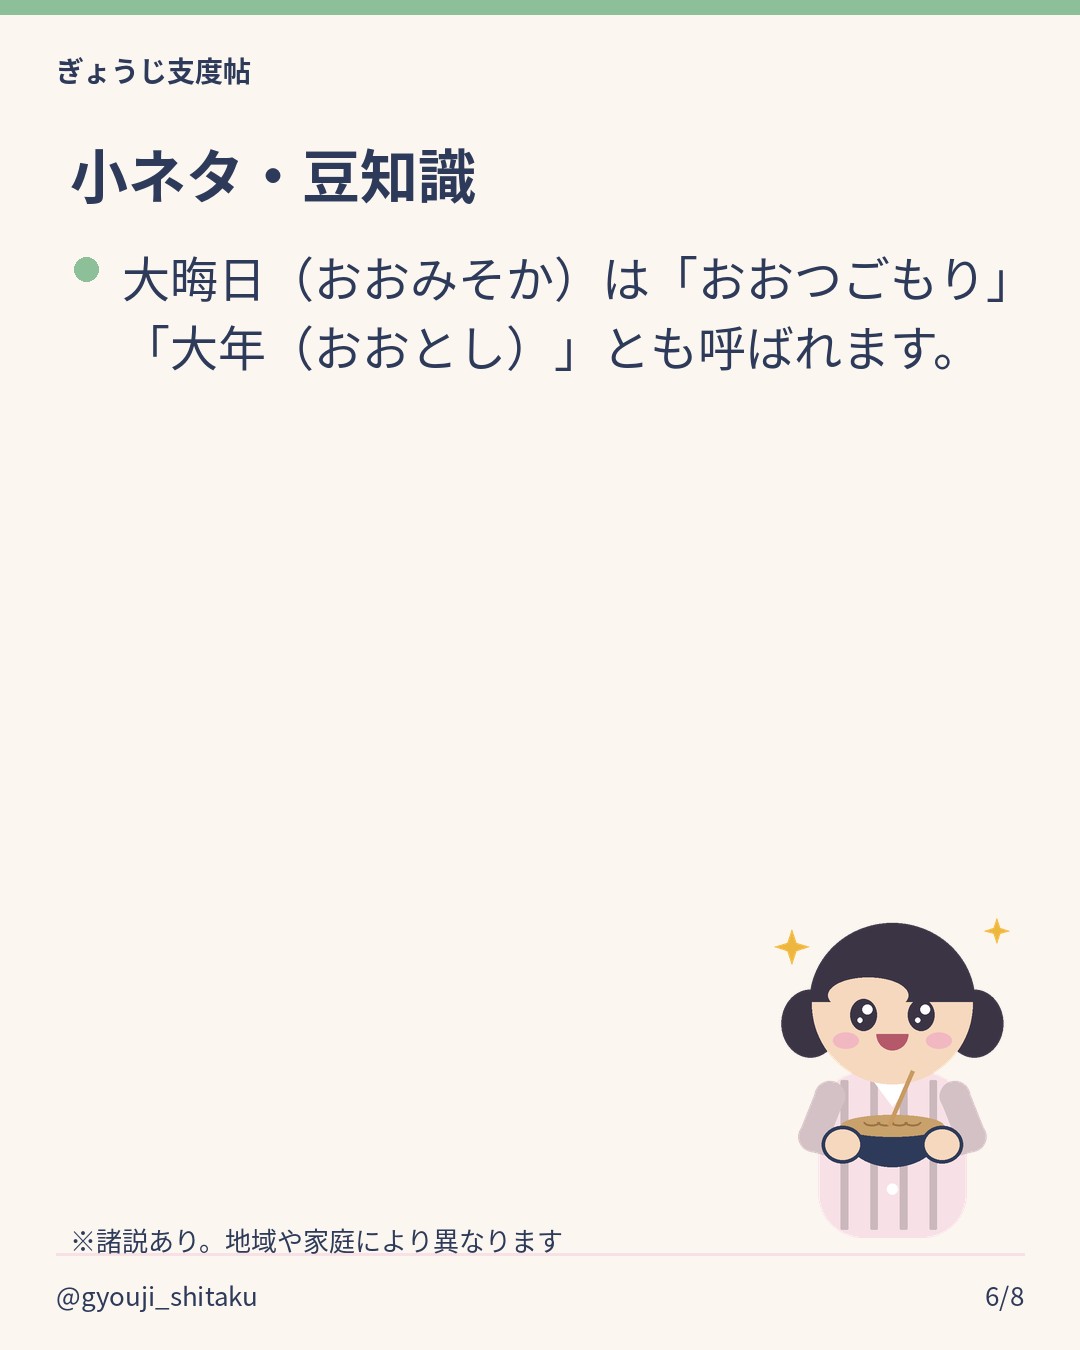 ぎょうじ支度帖
小ネタ・豆知識
大晦日（おおみそか）は「おおつごもり」
「大年（おおとし）」とも呼ばれます。
※諸説あり。地域や家庭により異なります
@gyouji_shitaku
6/8